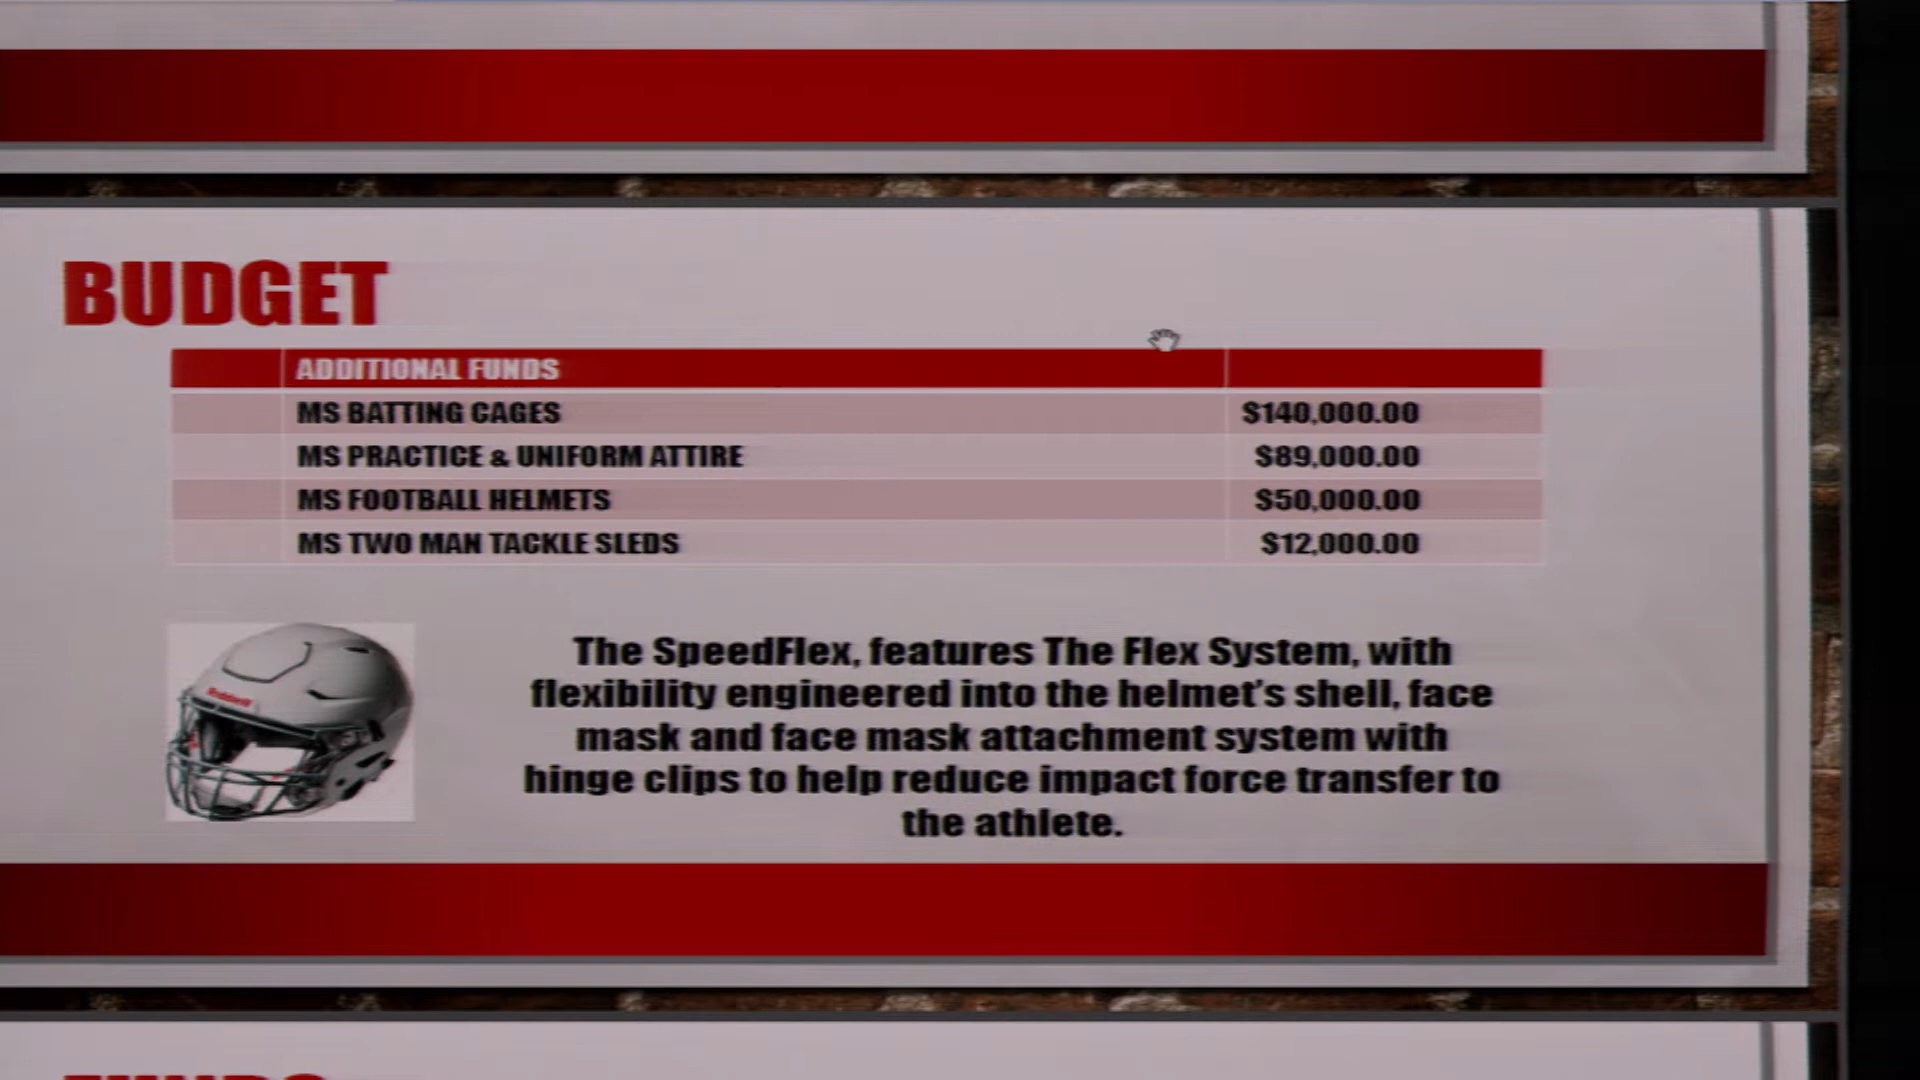 BUDGET
ADDITIONAL FUNDS
MS BATTING CAGES $140,000.00
MS PRACTICE & UNIFORM ATTIRE $89,000.00
MS FOOTBALL HELMETS $50,000.00
MS TWO MAN TACKLE SLEDS $12,000.00
Riddell
The SpeedFlex, features The Flex System, with
flexibility engineered into the helmet's shell, face
mask and face mask attachment system with
hinge clips to help reduce impact force transfer to
the athlete.